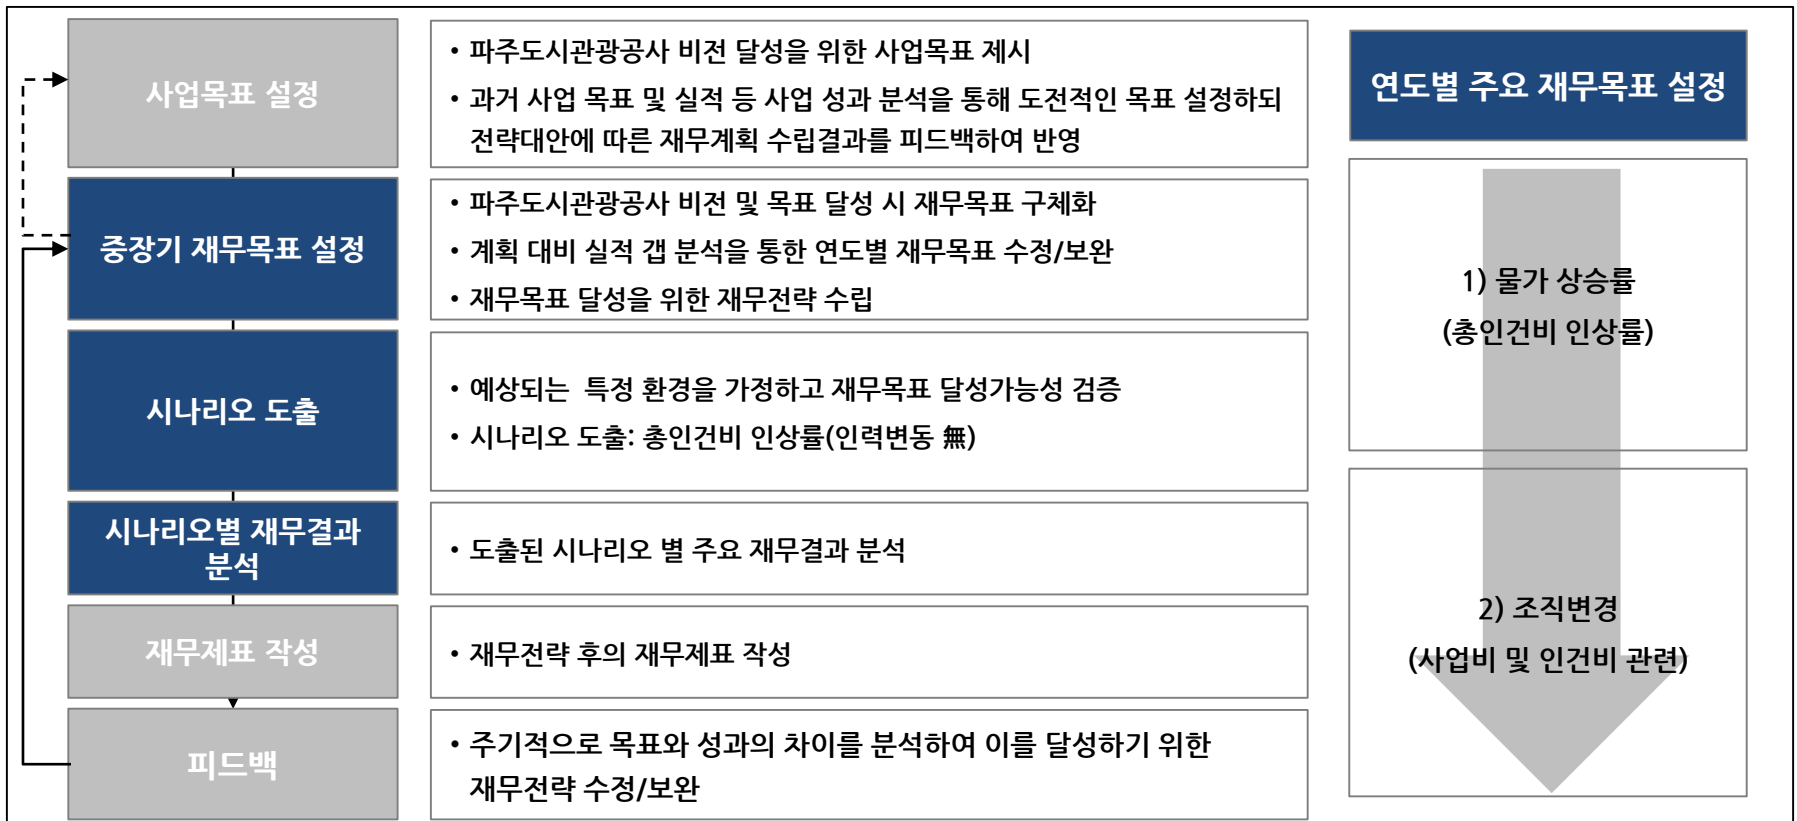 사업목표 설정
• 파주도시관광공사 비전 달성을 위한 사업목표 제시
• 과거 사업 목표 및 실적 등 사업 성과 분석을 통해 도전적인 목표 설정하되
전략대안에 따른 재무계획 수립결과를 피드백하여 반영
중장기 재무목표 설정
• 파주도시관광공사 비전 및 목표 달성 시 재무목표 구체화
• 계획 대비 실적 갭 분석을 통한 연도별 재무목표 수정/보완
• 재무목표 달성을 위한 재무전략 수립
시나리오 도출
• 예상되는 특정 환경을 가정하고 재무목표 달성가능성 검증
• 시나리오 도출: 총인건비 인상률(인력변동 無)
시나리오별 재무결과
분석
• 도출된 시나리오 별 주요 재무결과 분석
재무제표 작성
• 재무전략 후의 재무제표 작성
피드백
• 주기적으로 목표와 성과의 차이를 분석하여 이를 달성하기 위한
재무전략 수정/보완
연도별 주요 재무목표 설정
1) 물가 상승률
(총인건비 인상률)
2) 조직변경
(사업비 및 인건비 관련)